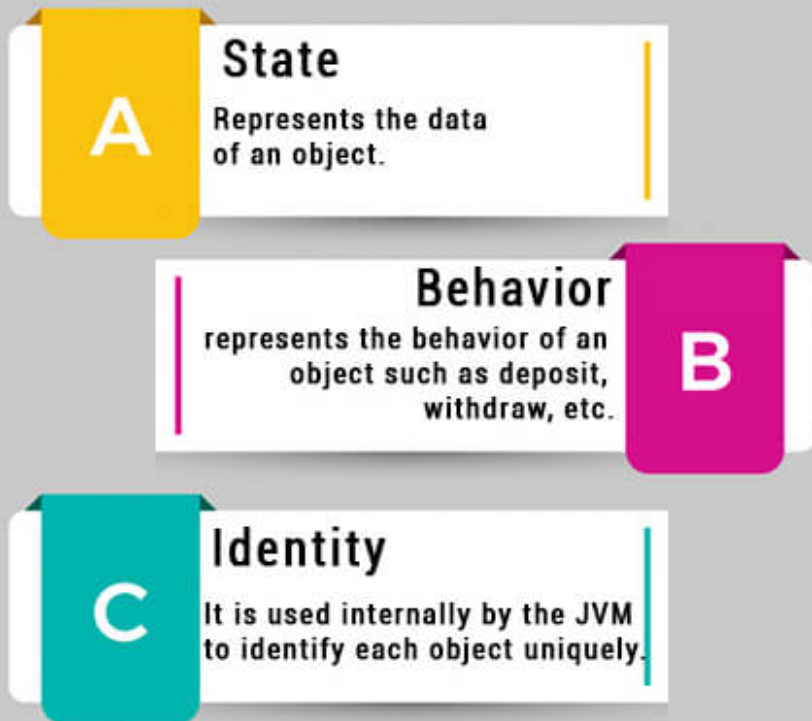 A
State
Represents the data
of an object.
B
Behavior
represents the behavior of an
object such as deposit,
withdraw, etc.
C
Identity
It is used internally by the JVM
to identify each object uniquely.